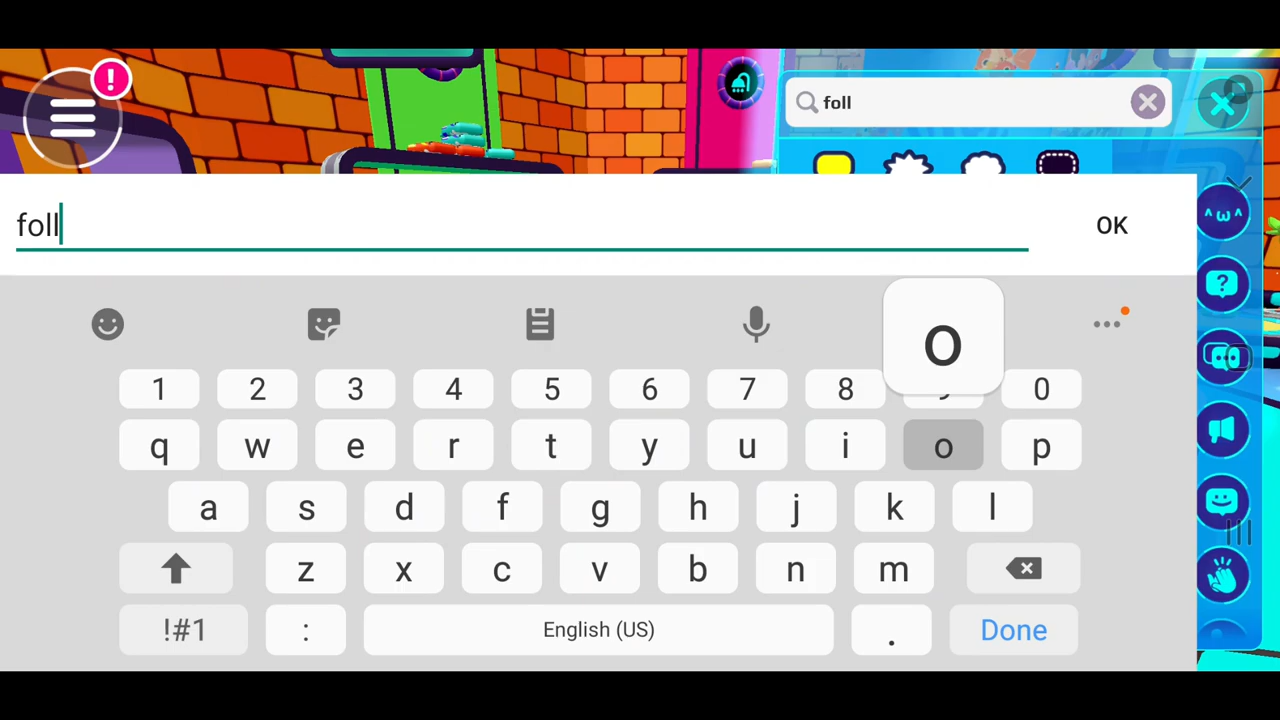 !
foll
foll
OK
^ω^
?
o
1 2 3 4 5 6 7 8 0
q w e r t y u i o p
a s d f g h j k l
z x c v b n m
!#1 : English (US) . Done